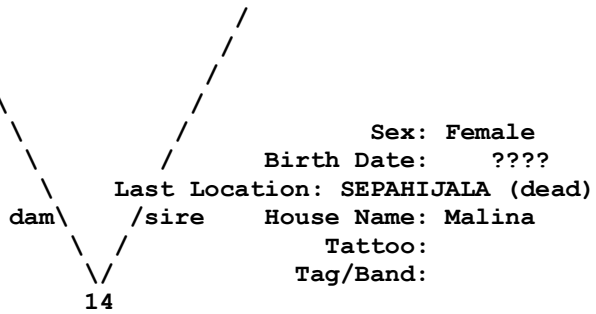 Sex: Female
Birth Date: ????
Last Location: SEPAHIJALA (dead)
dam\ /sire House Name: Malina
Tattoo:
Tag/Band:
14